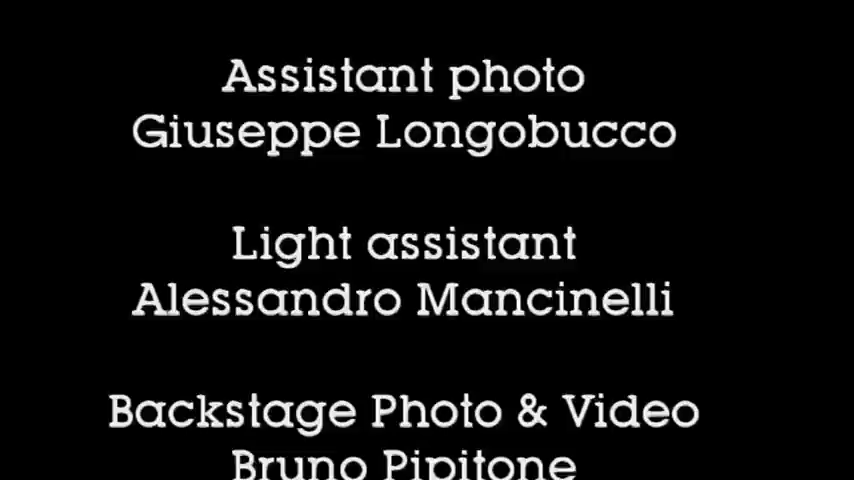 Assistant photo
Giuseppe Longobucco
Light assistant
Alessandro Mancinelli
Backstage Photo & Video
Bruno Pipitone